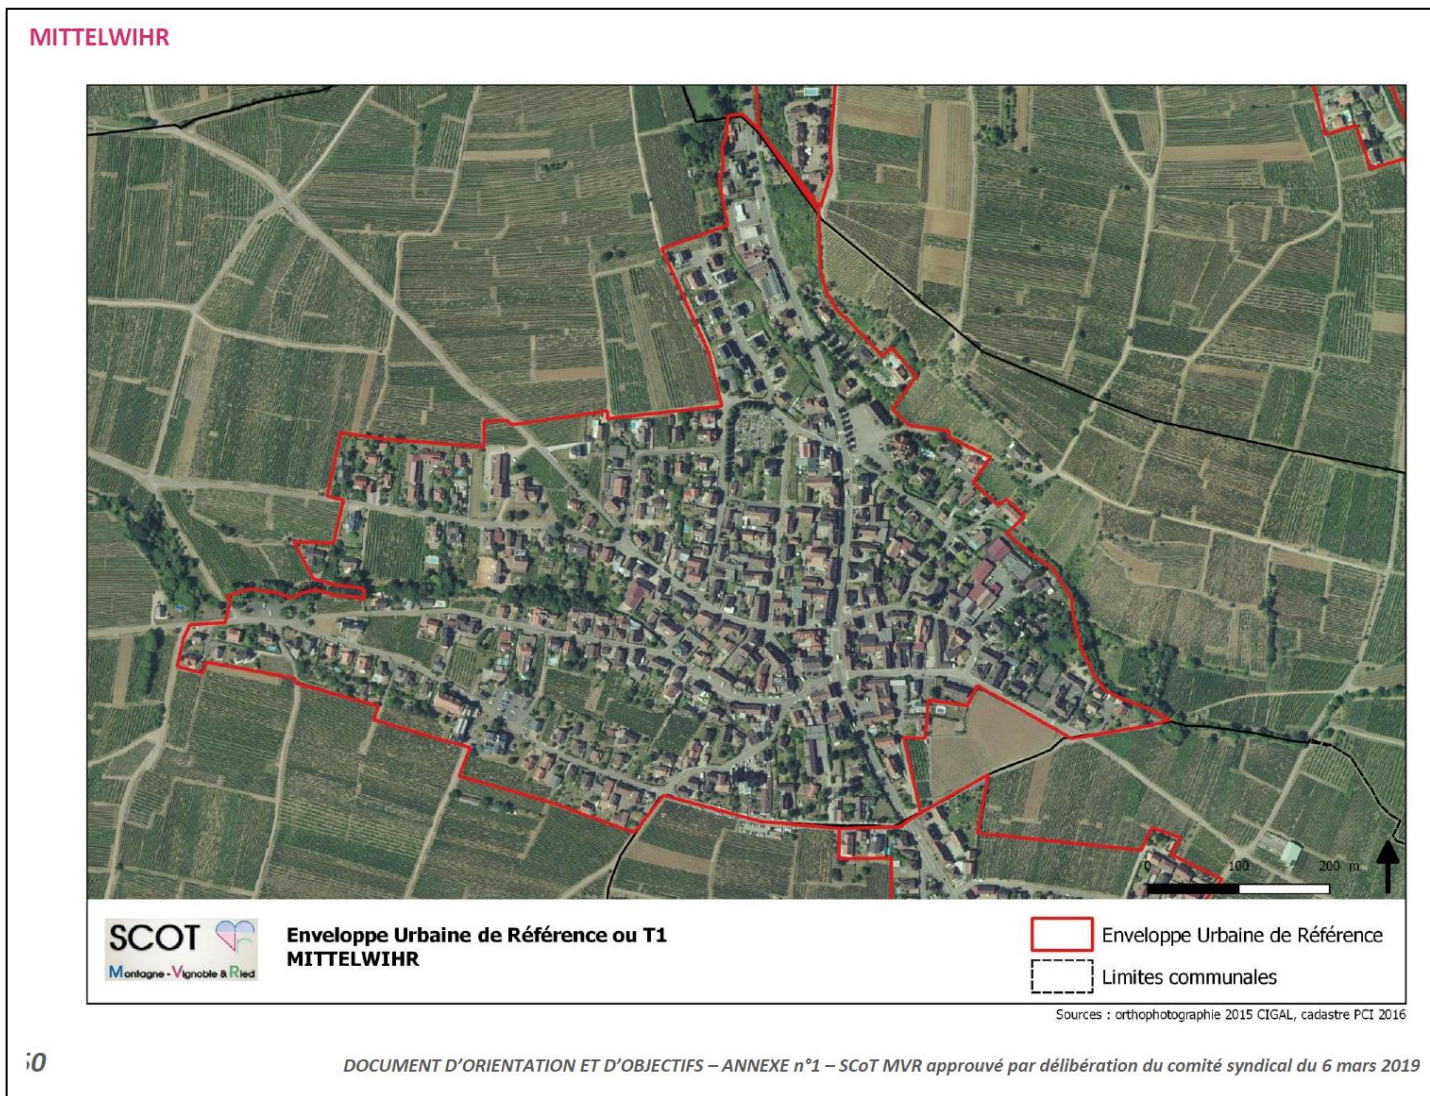 MITTELWIHR
0 100 200 m
SCOT
Montagne - Vignoble & Ried
Enveloppe Urbaine de Référence ou T1
MITTELWIHR
Enveloppe Urbaine de Référence
Limites communales
Sources : orthophotographie 2015 CIGAL, cadastre PCI 2016
50 DOCUMENT D'ORIENTATION ET D'OBJECTIFS – ANNEXE n°1 – SCoT MVR approuvé par délibération du comité syndical du 6 mars 2019